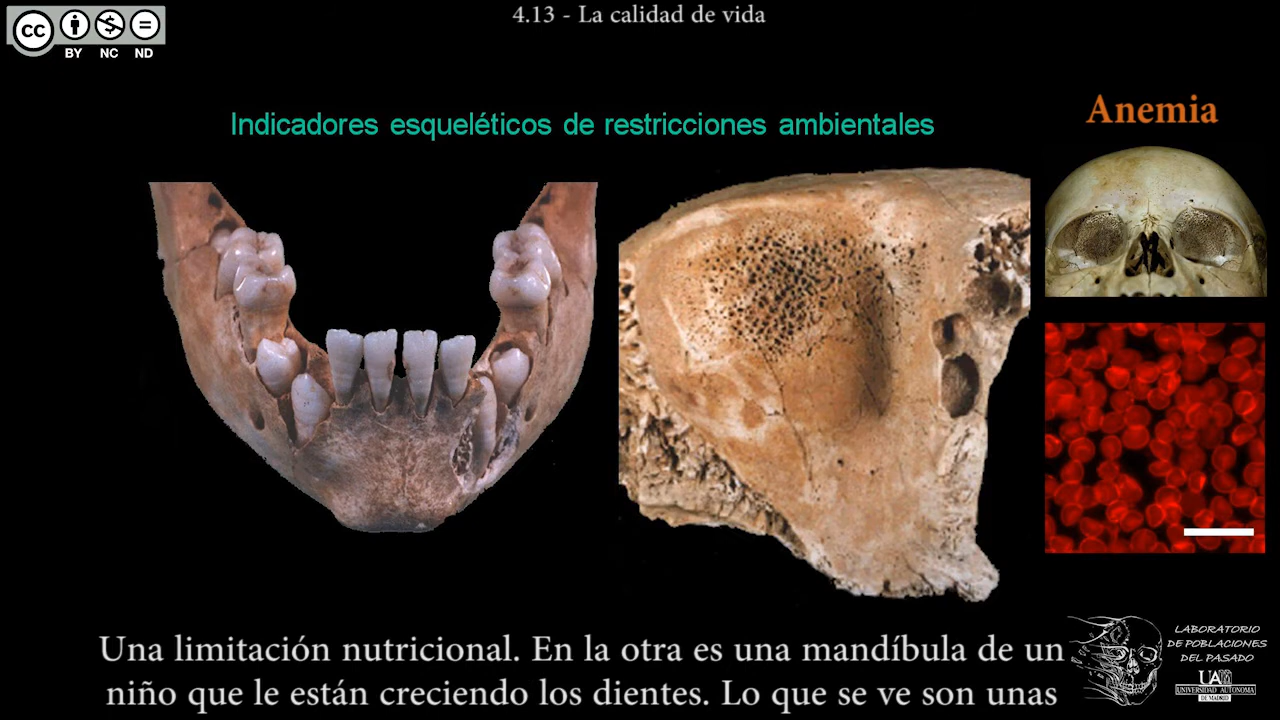 4.13 - La calidad de vida
CC
BY NC ND
Indicadores esqueléticos de restricciones ambientales
Anemia
Una limitación nutricional. En la otra es una mandíbula de un
niño que le están creciendo los dientes. Lo que se ve son unas
LABORATORIO
DE POBLACIONES
DEL PASADO
UAM
UNIVERSIDAD AUTONOMA
DE MADRID